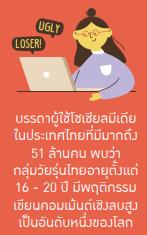 UGLY
LOSER!
บรรดาผู้ใช้โซเชียลมีเดีย
ในประเทศไทยที่มีมากถึง
51 ล้านคน พบว่า
กลุ่มวัยรุ่นไทยอายุตั้งแต่
16 - 20 ปี มีพฤติกรรม
เขียนคอมเม้นต์เชิงลบสูง
เป็นอันดับหนึ่งของโลก